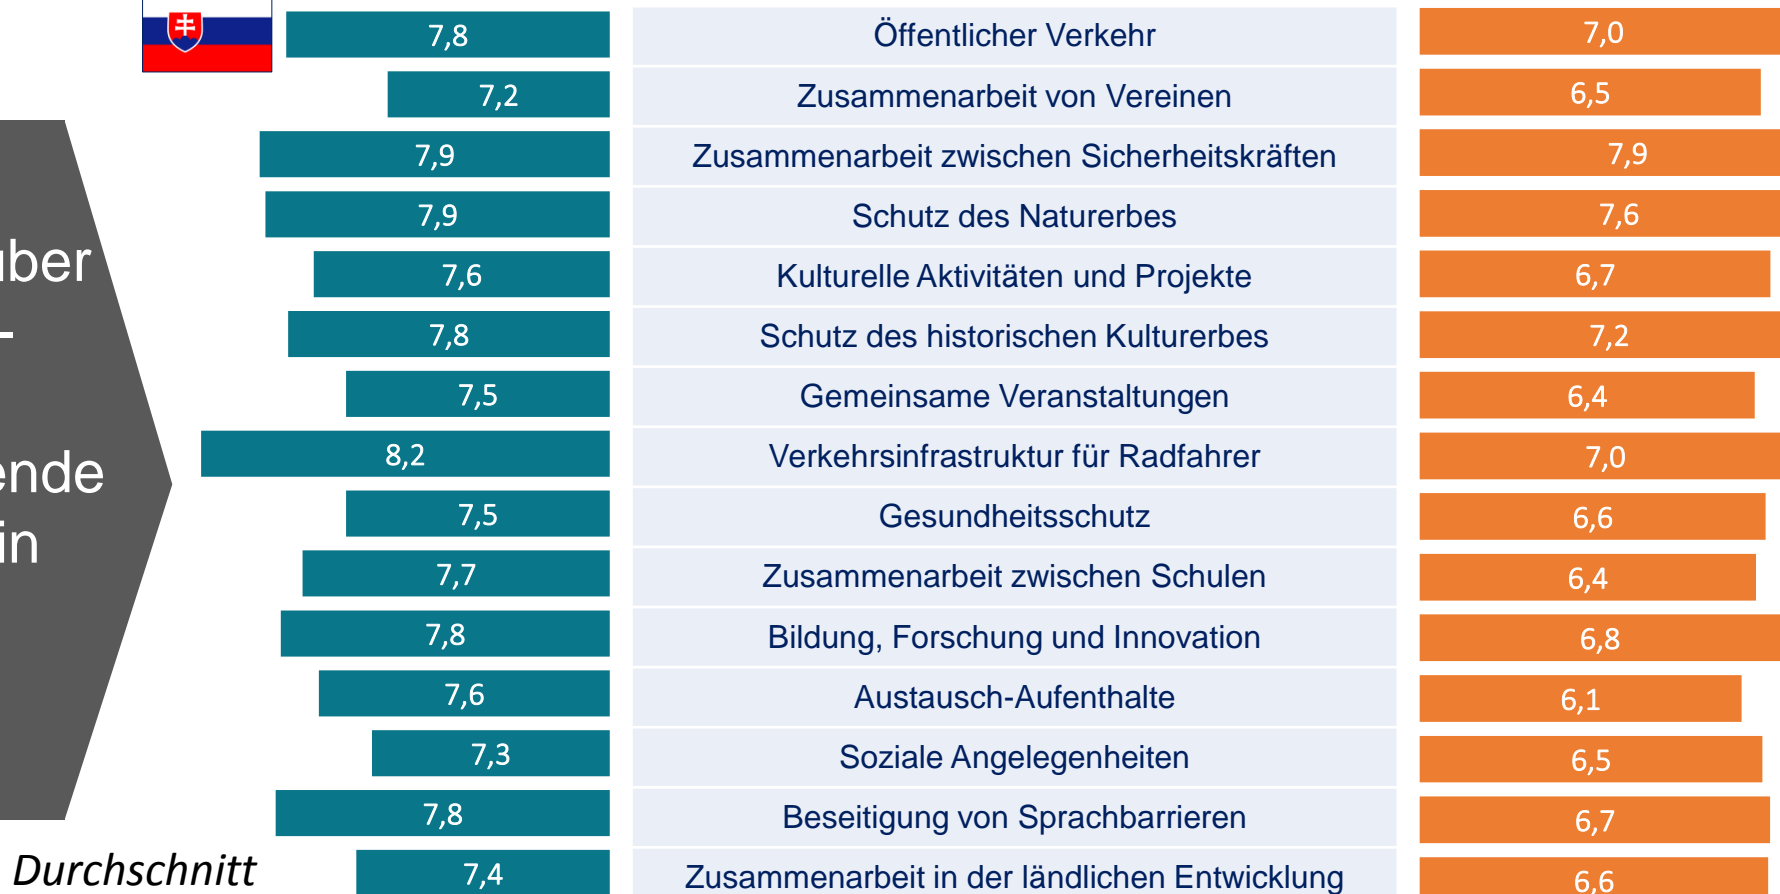 7,8 Öffentlicher Verkehr 7,0
7,2 Zusammenarbeit von Vereinen 6,5
7,9 Zusammenarbeit zwischen Sicherheitskräften 7,9
7,9 Schutz des Naturerbes 7,6
über
7,6 Kulturelle Aktivitäten und Projekte 6,7
-
7,8 Schutz des historischen Kulturerbes 7,2
7,5 Gemeinsame Veranstaltungen 6,4
8,2 Verkehrsinfrastruktur für Radfahrer 7,0
ende
7,5 Gesundheitsschutz 6,6
in
7,7 Zusammenarbeit zwischen Schulen 6,4
7,8 Bildung, Forschung und Innovation 6,8
7,6 Austausch-Aufenthalte 6,1
7,3 Soziale Angelegenheiten 6,5
7,8 Beseitigung von Sprachbarrieren 6,7
Durchschnitt
7,4 Zusammenarbeit in der ländlichen Entwicklung 6,6